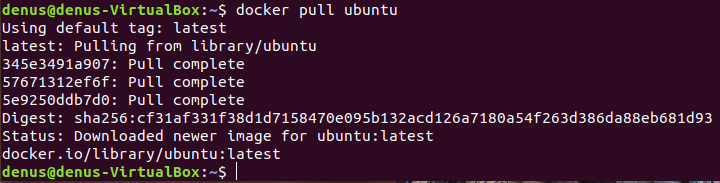 denus@denus-VirtualBox:~$ docker pull ubuntu
Using default tag: latest
latest: Pulling from library/ubuntu
345e3491a907: Pull complete
57671312ef6f: Pull complete
5e9250ddb7d0: Pull complete
Digest: sha256:cf31af331f38d1d7158470e095b132acd126a7180a54f263d386da88eb681d93
Status: Downloaded newer image for ubuntu:latest
docker.io/library/ubuntu:latest
denus@denus-VirtualBox:~$